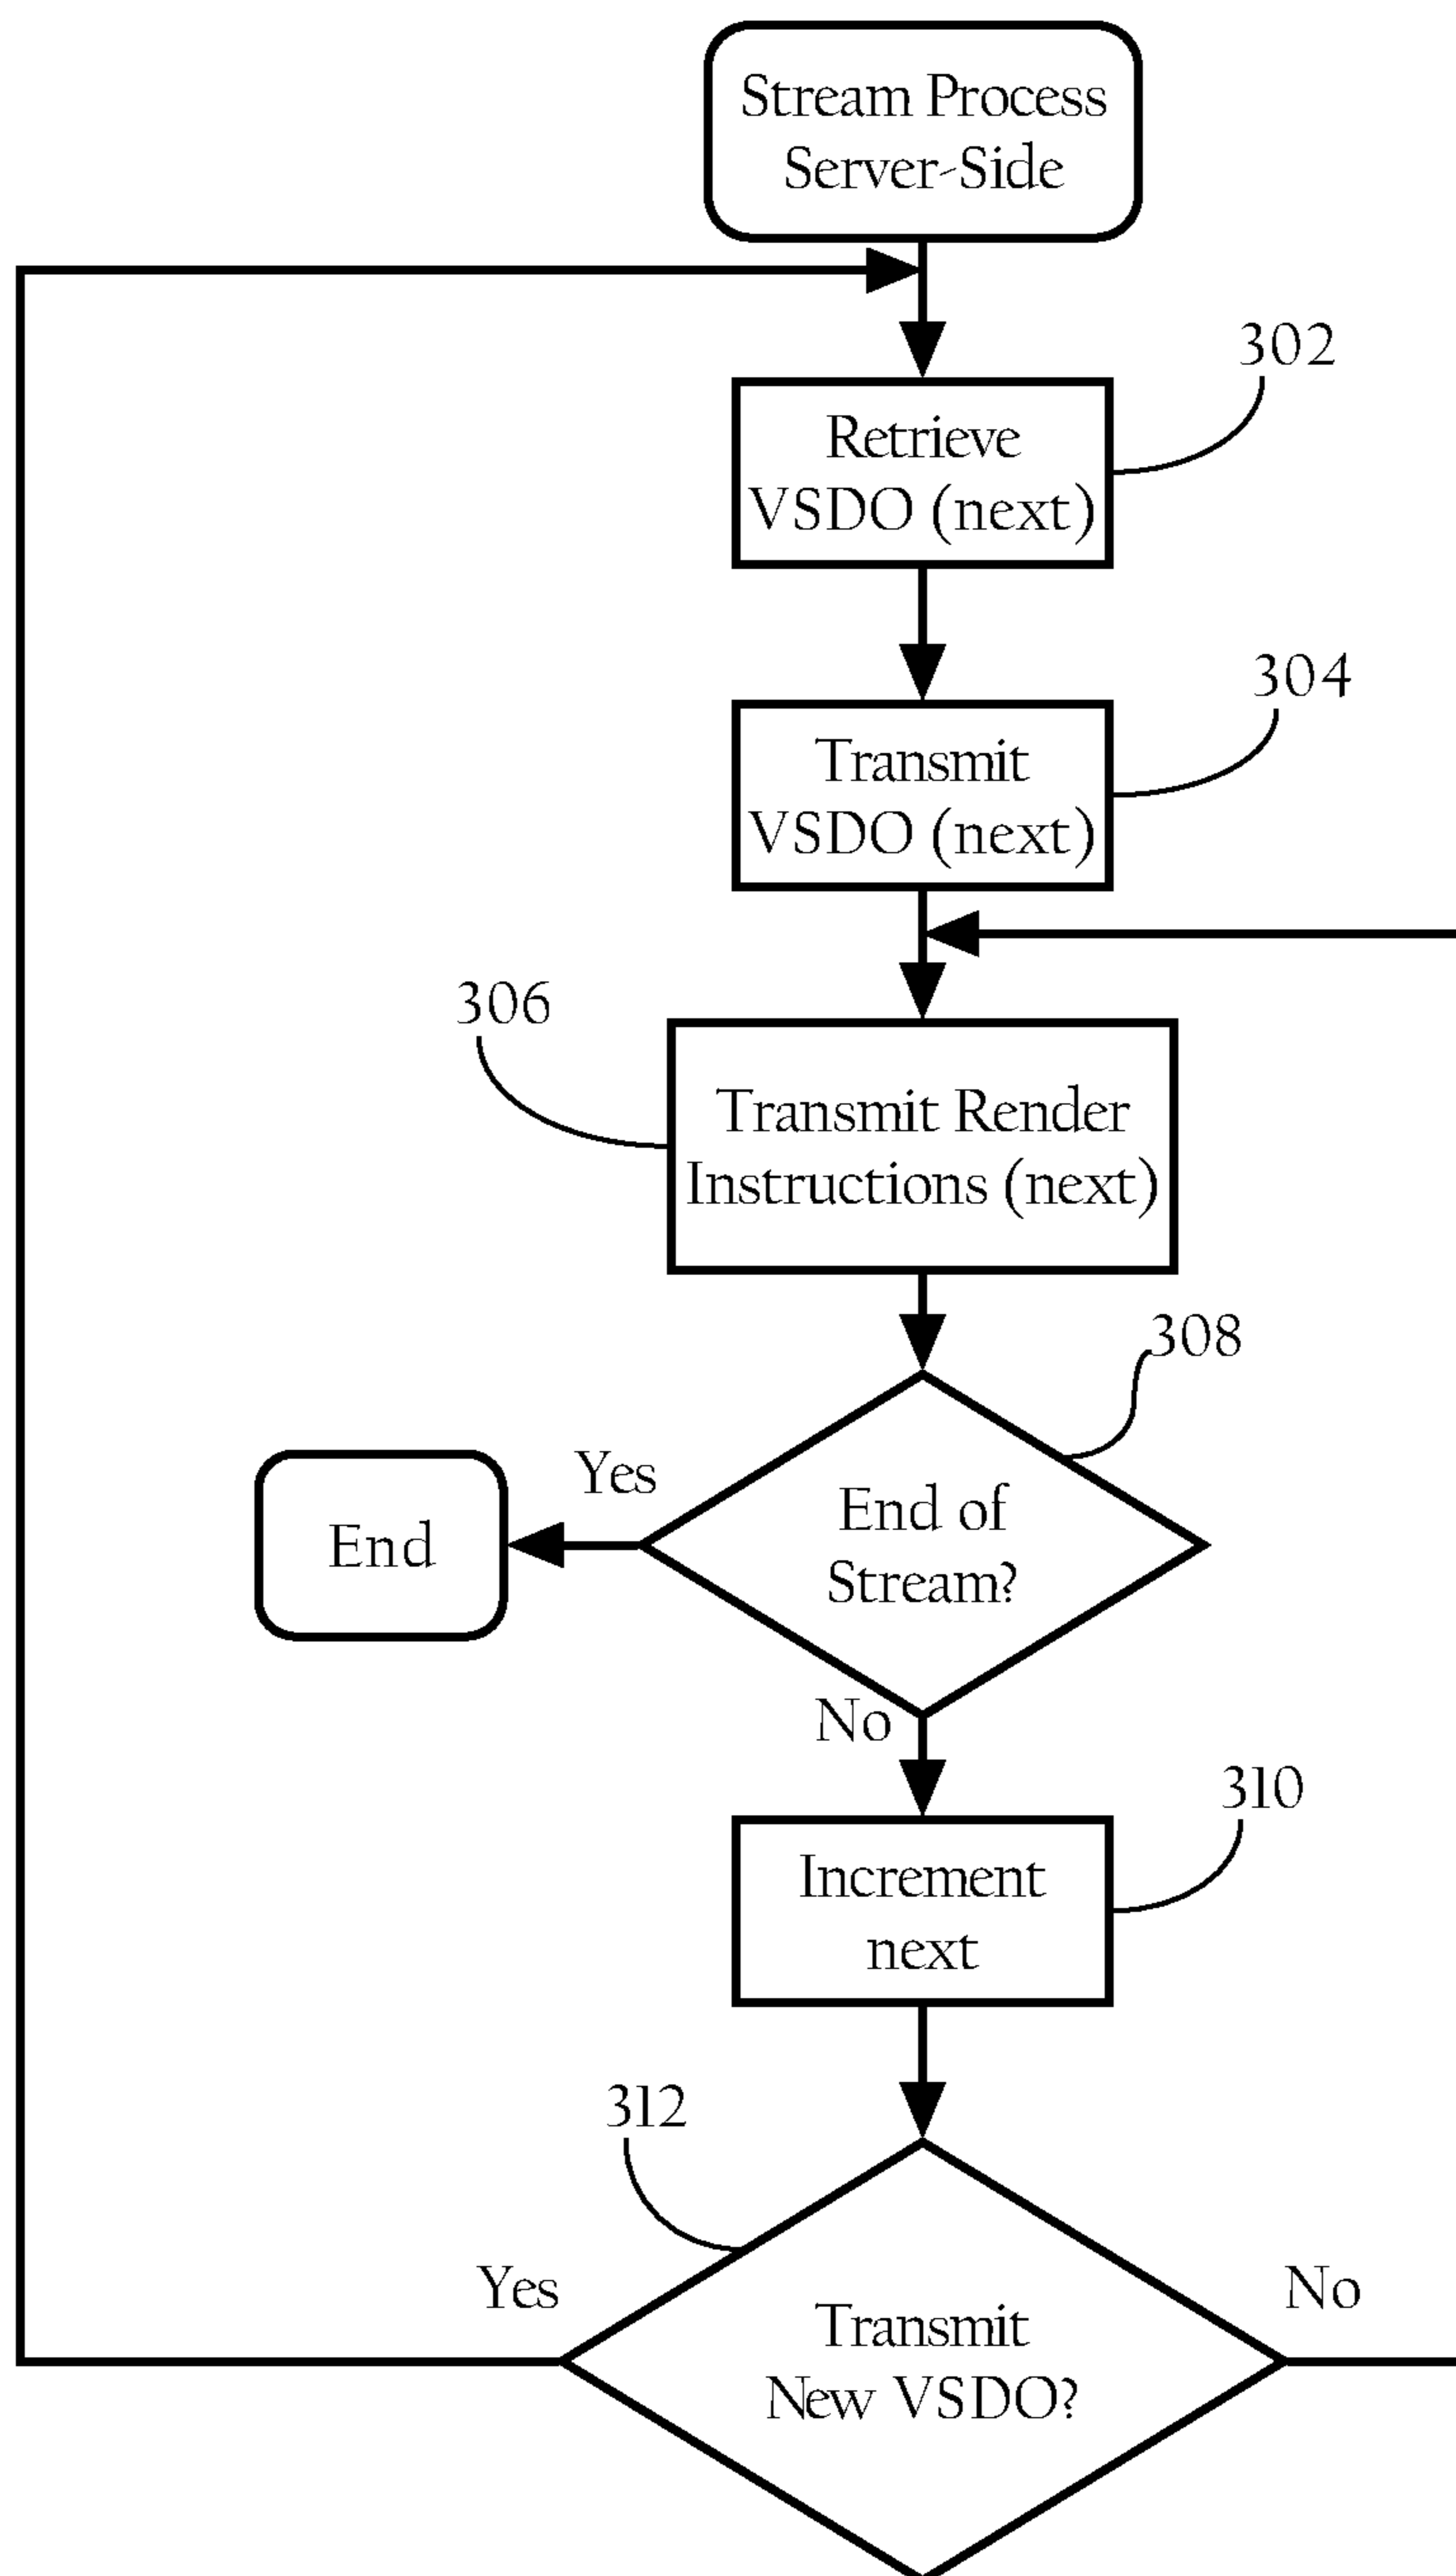 Stream Process
Server-Side
302
Retrieve
VSDO (next)
304
Transmit
VSDO (next)
306
Transmit Render
Instructions (next)
308
Yes
End of
Stream?
End
No
310
Increment
next
312
Yes
No
Transmit
New VSDO?